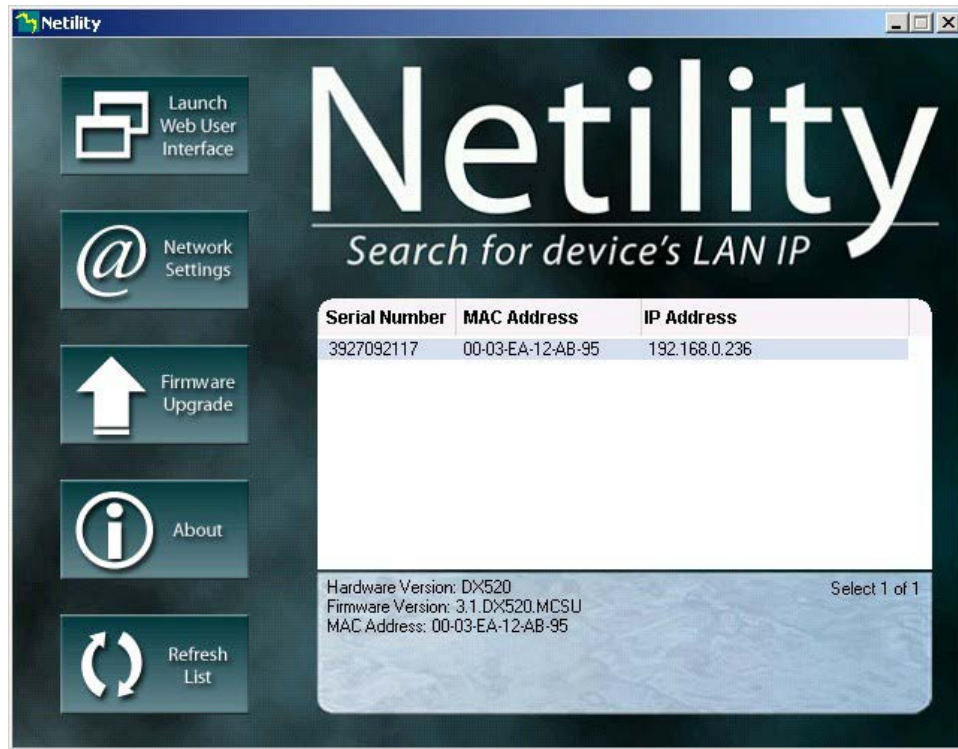 Netility
Launch
Web User
Interface
Network
Settings
Firmware
Upgrade
About
Refresh
List
Netility
Search for device's LAN IP
Serial Number MAC Address IP Address
3927092117 00-03-EA-12-AB-95 192.168.0.236
Hardware Version: DX520
Select 1 of 1
Firmware Version: 3.1.DX520.MCSU
MAC Address: 00-03-EA-12-AB-95